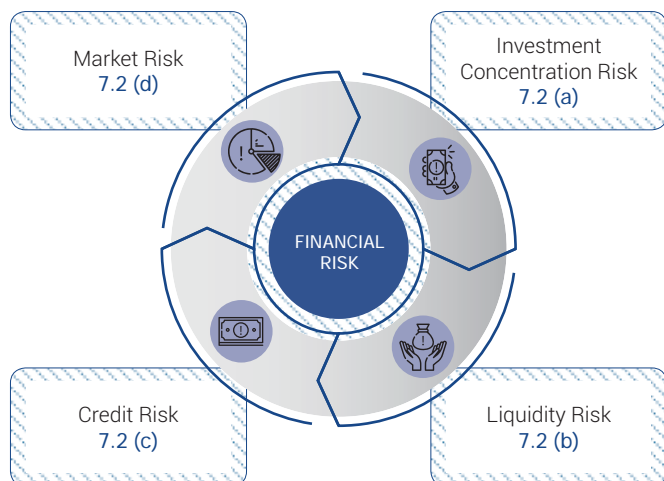 Market Risk
7.2 (d)
Investment
Concentration Risk
7.2 (a)
FINANCIAL
RISK
Credit Risk
7.2 (c)
Liquidity Risk
7.2 (b)